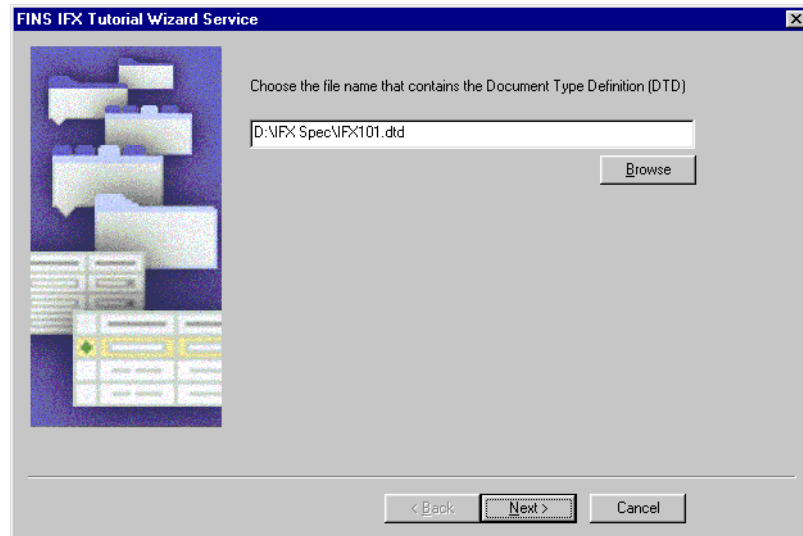 FINS IFX Tutorial Wizard Service
Choose the file name that contains the Document Type Definition (DTD)
D:\IFX Spec\IFX101.dtd
Browse
< Back Next > Cancel